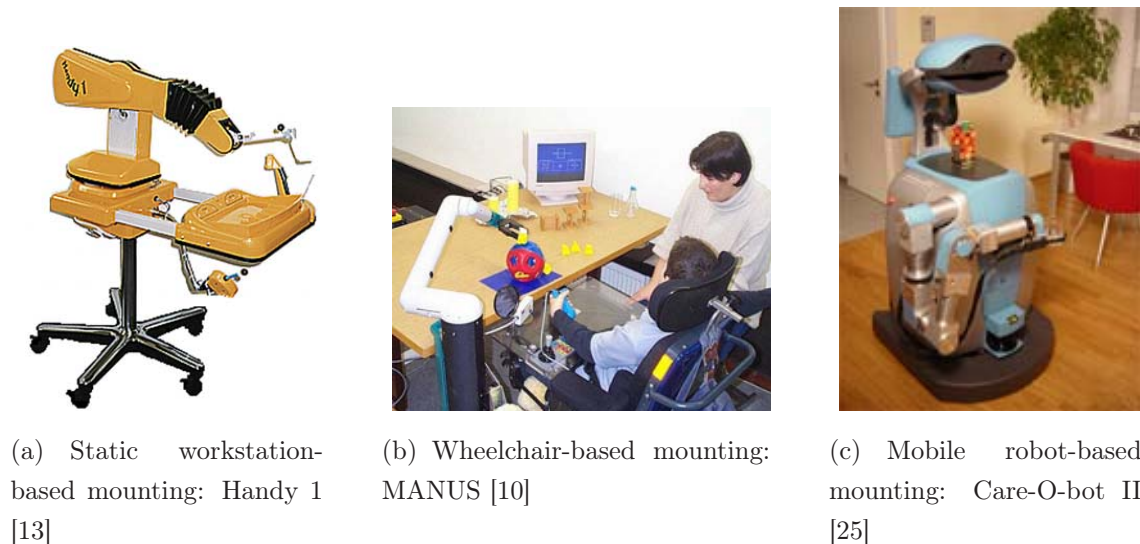 Handy 1
(a) Static workstation-
based mounting: Handy 1
[13]
(b) Wheelchair-based mounting:
MANUS [10]
(c) Mobile robot-based
mounting: Care-O-bot II
[25]